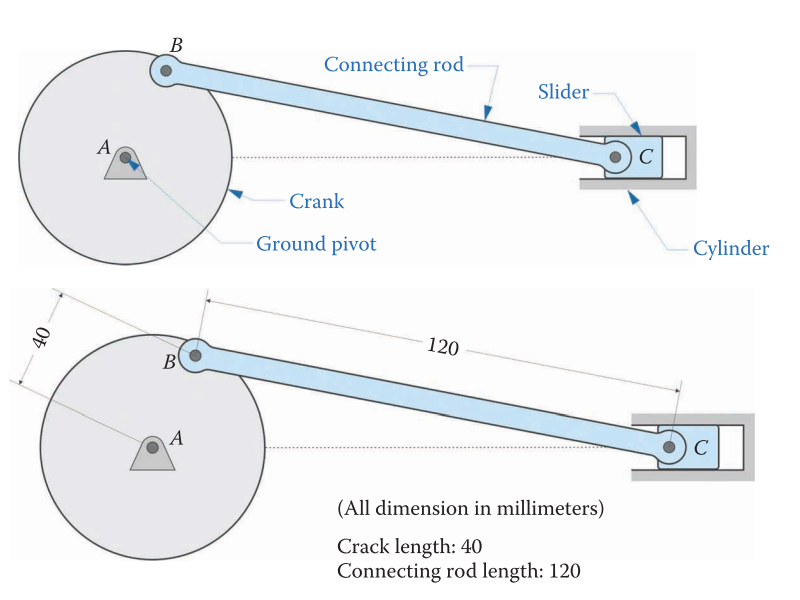 B
Connecting rod
Slider
A
C
Crank
Ground pivot
Cylinder
40
120
B
A
C
(All dimension in millimeters)
Crack length: 40
Connecting rod length: 120